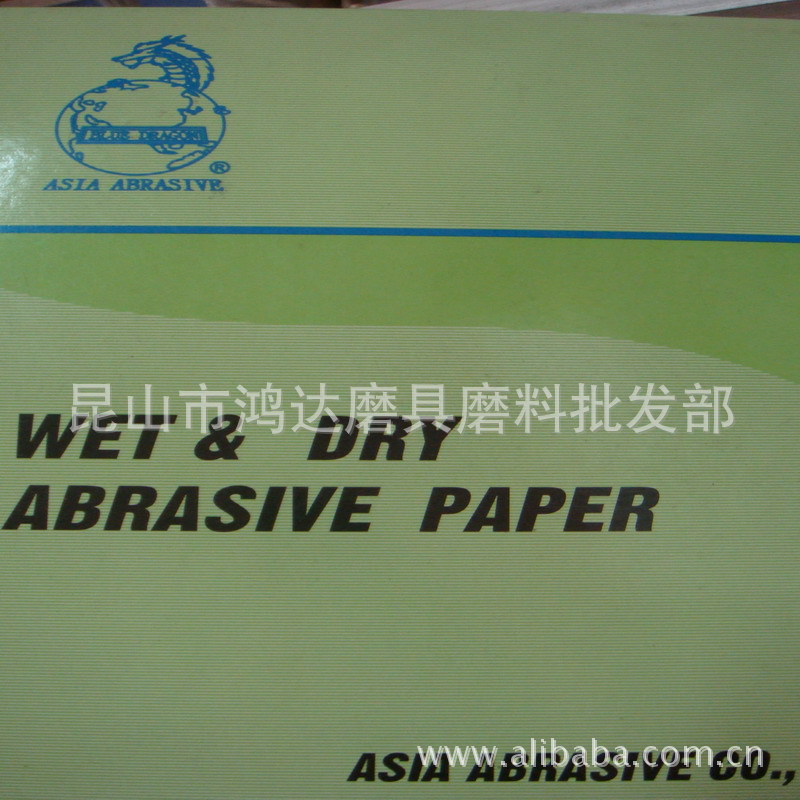 BLUE DRAGON
®
ASIA ABRASIVE
昆山市鸿达磨具磨料批发部
WET & DRY
ABRASIVE PAPER
www.alibaba.com.cn
ASIA ABRASIVE CO.,